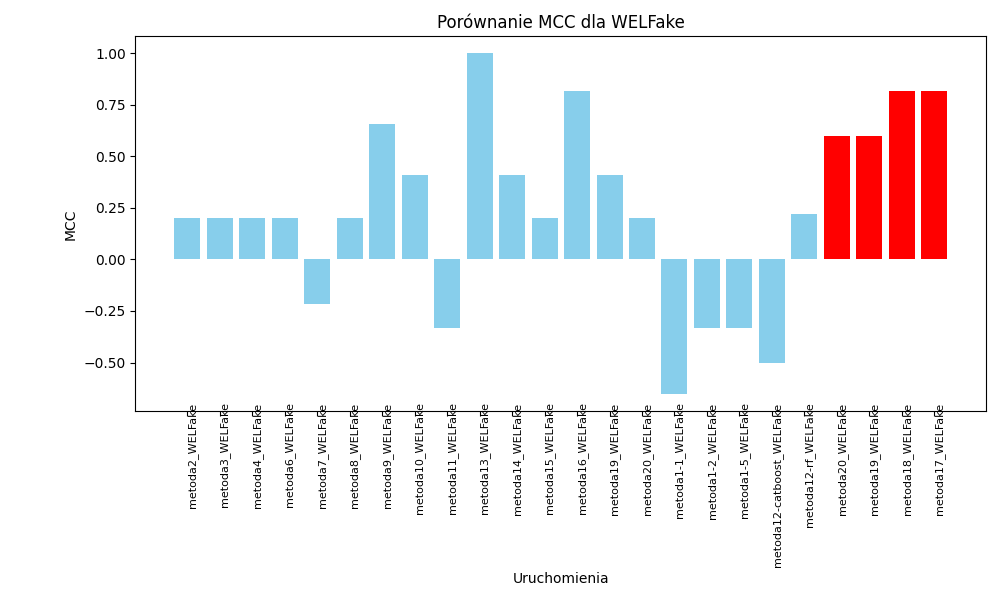 Porównanie MCC dla WELFake
MCC
1.00
0.75
0.50
0.25
0.00
−0.25
−0.50
metoda2_WELFake
metoda3_WELFake
metoda4_WELFake
metoda6_WELFake
metoda7_WELFake
metoda8_WELFake
metoda9_WELFake
metoda10_WELFake
metoda11_WELFake
metoda13_WELFake
metoda14_WELFake
metoda15_WELFake
metoda16_WELFake
metoda19_WELFake
metoda20_WELFake
metoda1-1_WELFake
metoda1-2_WELFake
metoda1-5_WELFake
metoda12-catboost_WELFake
metoda12-rf_WELFake
metoda20_WELFake
metoda19_WELFake
metoda18_WELFake
metoda17_WELFake
Uruchomienia